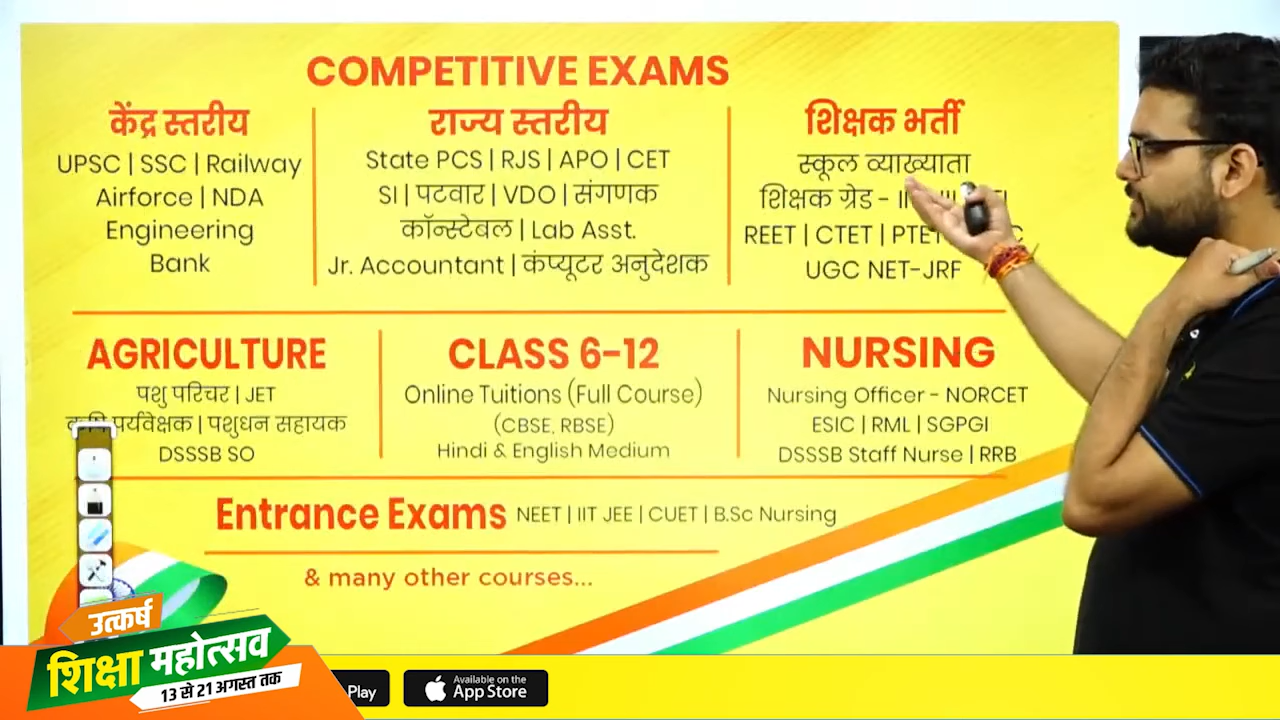 COMPETITIVE EXAMS
केंद्र स्तरीय
UPSC | SSC | Railway
Airforce | NDA
Engineering
Bank
राज्य स्तरीय
State PCS | RJS | APO | CET
SI | पटवार | VDO | संगणक
कॉन्स्टेबल | Lab Asst.
Jr. Accountant | कंप्यूटर अनुदेशक
शिक्षक भर्ती
स्कूल व्याख्याता
शिक्षक ग्रेड -
REET | CTET | PTET
UGC NET-JRF
AGRICULTURE
पशु परिचर | JET
पर्यवेक्षक | पशुधन सहायक
DSSSB SO
CLASS 6-12
Online Tuitions (Full Course)
(CBSE, RBSE)
Hindi & English Medium
NURSING
Nursing Officer - NORCET
ESIC | RML | SGPGI
DSSSB Staff Nurse | RRB
Entrance Exams NEET | IIT JEE | CUET | B.Sc Nursing
& many other courses...
उत्कर्ष
शिक्षा महोत्सव
13 से 21 अगस्त तक
Play
Available on the
App Store